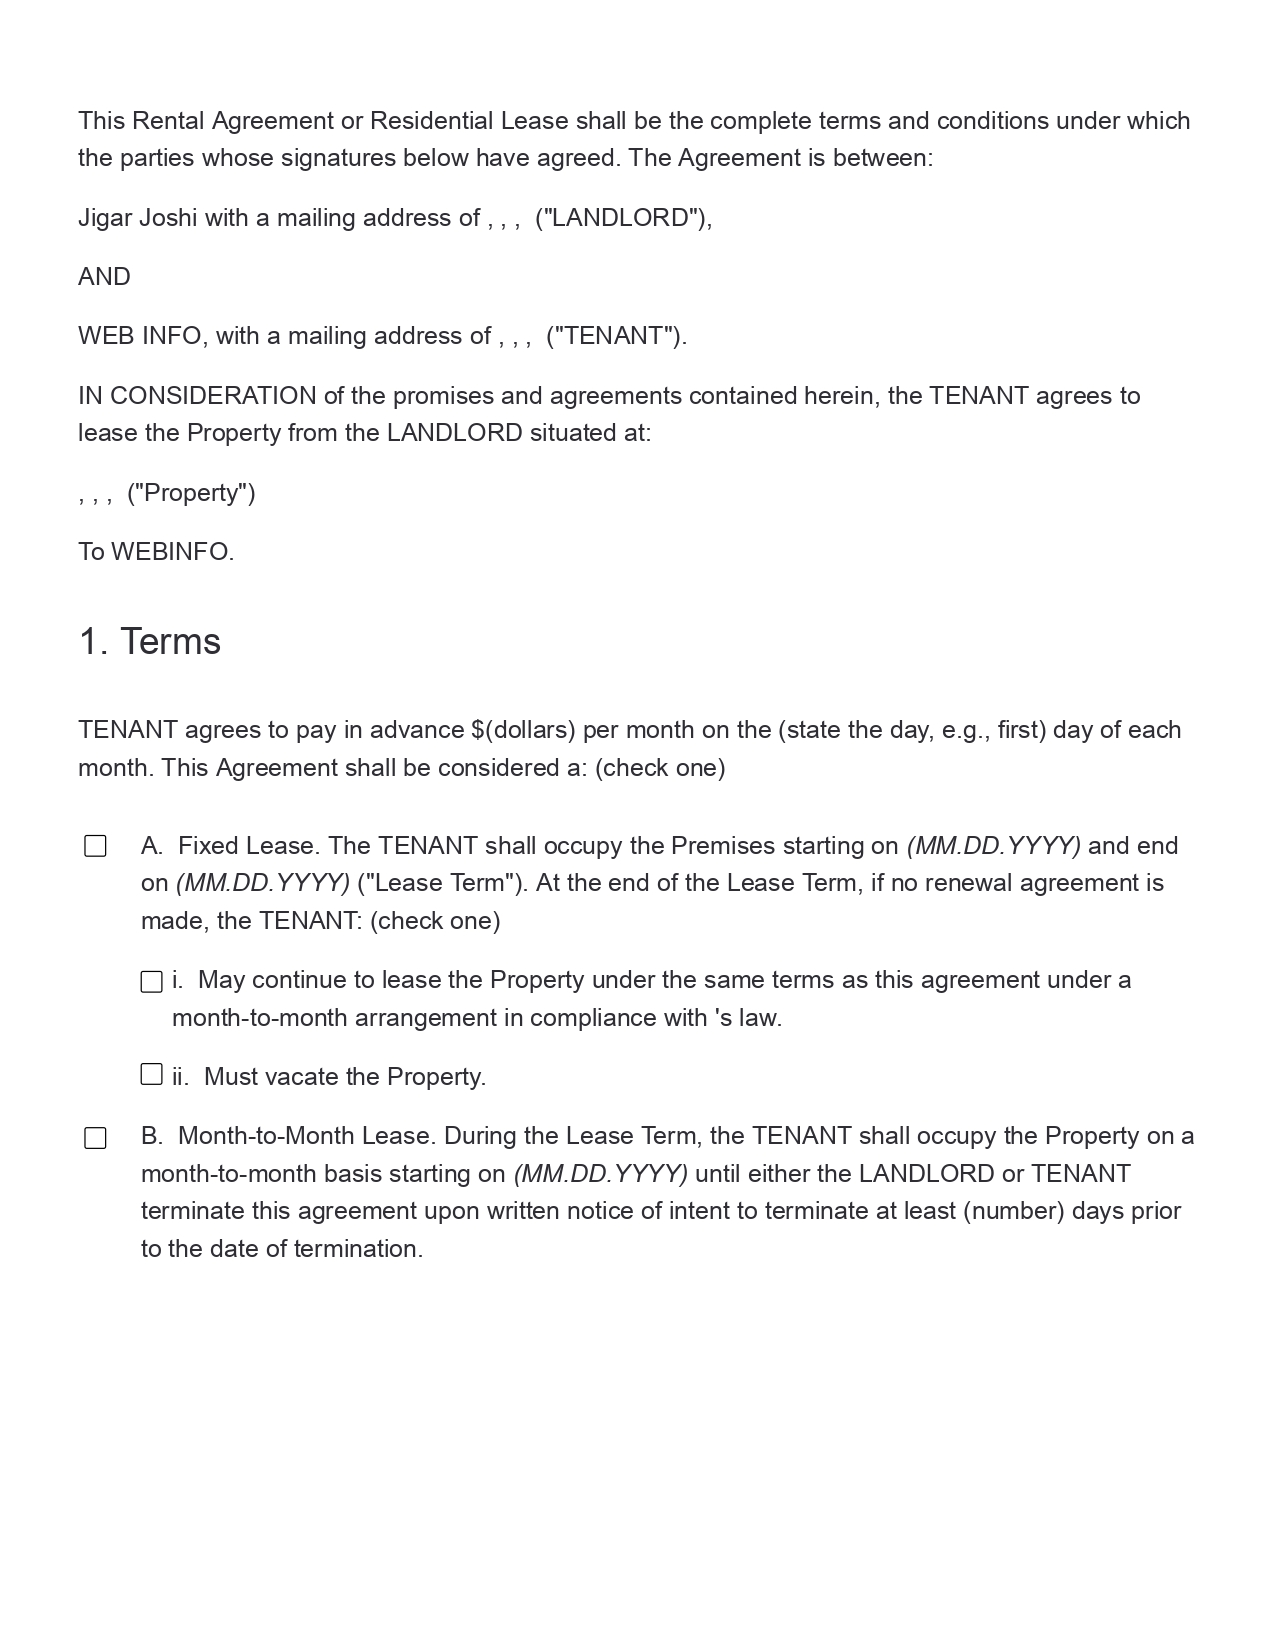 This Rental Agreement or Residential Lease shall be the complete terms and conditions under which
the parties whose signatures below have agreed. The Agreement is between:
Jigar Joshi with a mailing address of , , ,  ("LANDLORD"),
AND
WEB INFO, with a mailing address of , , ,  ("TENANT").
IN CONSIDERATION of the promises and agreements contained herein, the TENANT agrees to
lease the Property from the LANDLORD situated at:
, , ,  ("Property")
To WEBINFO.
1. Terms
TENANT agrees to pay in advance $(dollars) per month on the (state the day, e.g., first) day of each
month. This Agreement shall be considered a: (check one)
A.  Fixed Lease. The TENANT shall occupy the Premises starting on (MM.DD.YYYY) and end
on (MM.DD.YYYY) ("Lease Term"). At the end of the Lease Term, if no renewal agreement is
made, the TENANT: (check one)
i.  May continue to lease the Property under the same terms as this agreement under a
month-to-month arrangement in compliance with 's law.
ii.  Must vacate the Property.
B.  Month-to-Month Lease. During the Lease Term, the TENANT shall occupy the Property on a
month-to-month basis starting on (MM.DD.YYYY) until either the LANDLORD or TENANT
terminate this agreement upon written notice of intent to terminate at least (number) days prior
to the date of termination.